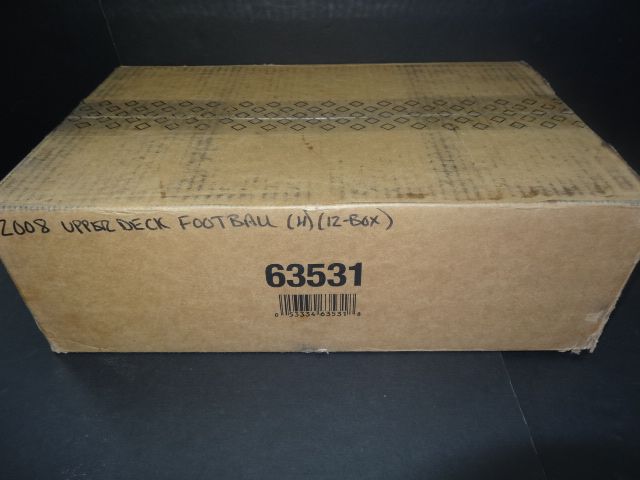 2008 UPPER DECK FOOTBALL (H) (12-BOX)
63531
0 53334 63531 8